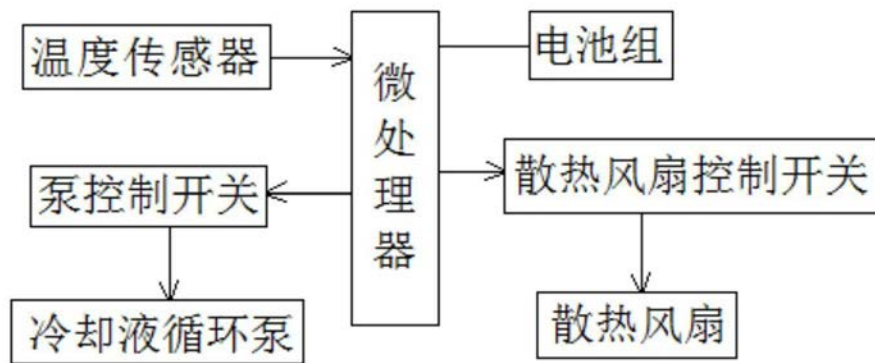 温度传感器
微处理器
电池组
泵控制开关
散热风扇控制开关
冷却液循环泵
散热风扇